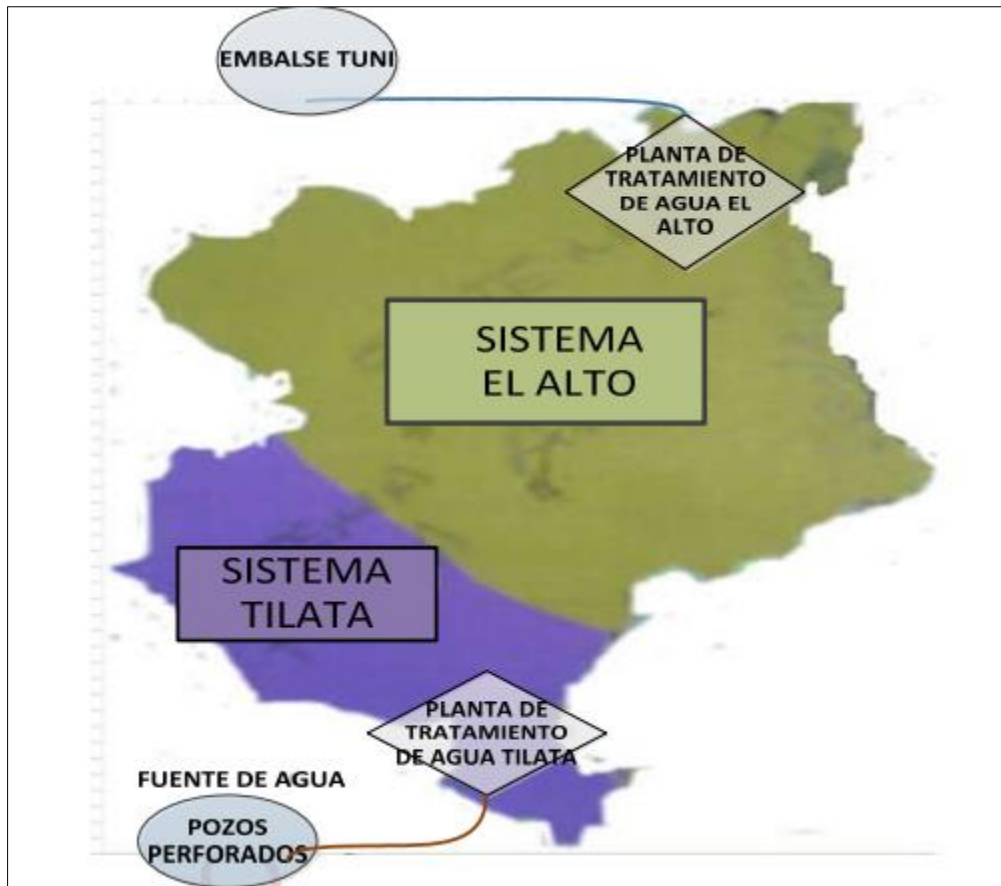 EMBALSE TUNI
PLANTA DE
TRATAMIENTO
DE AGUA EL
ALTO
SISTEMA
EL ALTO
SISTEMA
TILATA
PLANTA DE
TRATAMIENTO
DE AGUA TILATA
FUENTE DE AGUA
POZOS
PERFORADOS